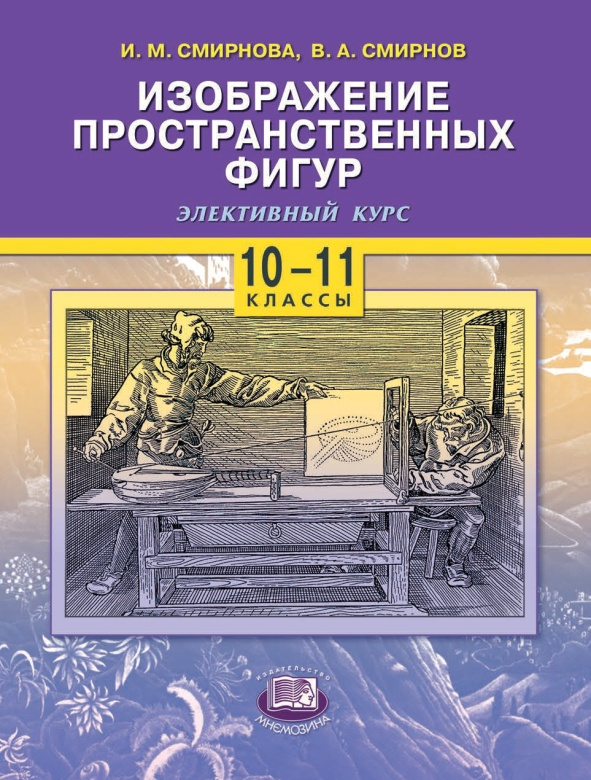 И. М. СМИРНОВА, В. А. СМИРНОВ
ИЗОБРАЖЕНИЕ
ПРОСТРАНСТВЕННЫХ
ФИГУР
ЭЛЕКТИВНЫЙ КУРС
10–11
КЛАССЫ
ИЗДАТЕЛЬСТВО
МНЕМОЗИНА